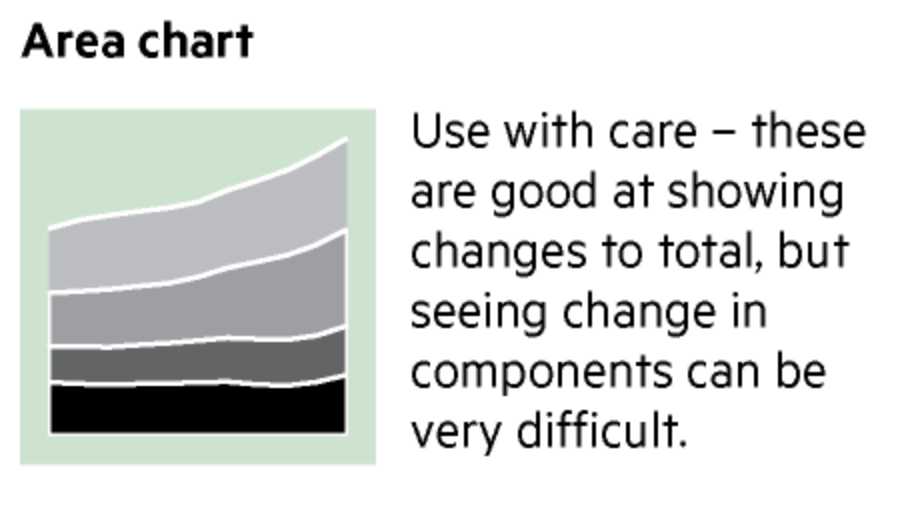 Area chart
Use with care – these
are good at showing
changes to total, but
seeing change in
components can be
very difficult.